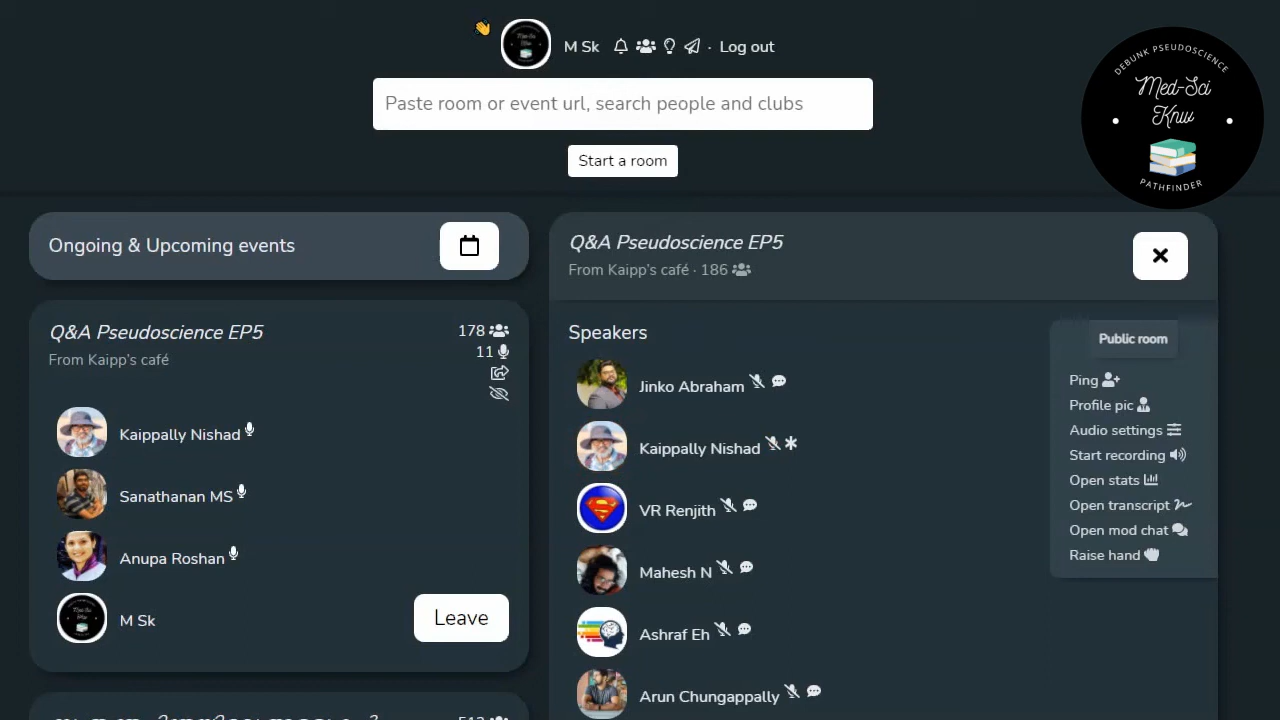 M Sk · Log out
Paste room or event url, search people and clubs
Start a room
DEBUNK PSEUDOSCIENCE
Med-Sci
Knw
PATHFINDER
Ongoing & Upcoming events
Q&A Pseudoscience EP5
From Kaipp's café
178
11
Kaippally Nishad
Sanathanan MS
Anupa Roshan
M Sk
Leave
513
Q&A Pseudoscience EP5
From Kaipp's café · 186
Speakers
Jinko Abraham
Kaippally Nishad
VR Renjith
Mahesh N
Ashraf Eh
Arun Chungappally
Public room
Ping
Profile pic
Audio settings
Start recording
Open stats
Open transcript
Open mod chat
Raise hand